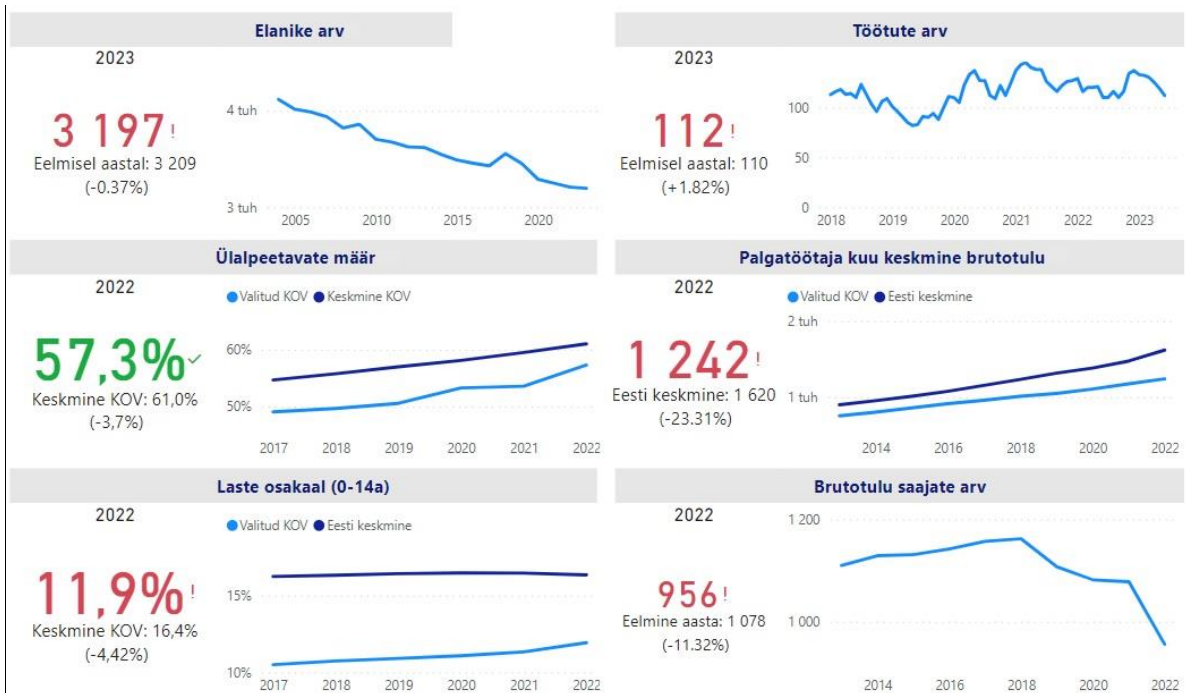 Elanike arv
2023
3 197!
Eelmisel aastal: 3 209
(-0.37%)
4 tuh
3 tuh
2005 2010 2015 2020
Töötute arv
2023
112!
Eelmisel aastal: 110
(+1.82%)
100
50
0
2018 2019 2020 2021 2022 2023
Ülalpeetavate määr
2022
57,3%
Keskmine KOV: 61,0%
(-3,7%)
Valitud KOV Keskmine KOV
60%
50%
2017 2018 2019 2020 2021 2022
Palgatöötaja kuu keskmine brutotulu
2022
1 242!
Eesti keskmine: 1 620
(-23.31%)
Valitud KOV Eesti keskmine
2 tuh
1 tuh
2014 2016 2018 2020 2022
Laste osakaal (0-14a)
2022
11,9%!
Keskmine KOV: 16,4%
(-4,42%)
Valitud KOV Eesti keskmine
15%
10%
2017 2018 2019 2020 2021 2022
Brutotulu saajate arv
2022
956!
Eelmine aasta: 1 078
(-11.32%)
1 200
1 000
2014 2016 2018 2020 2022